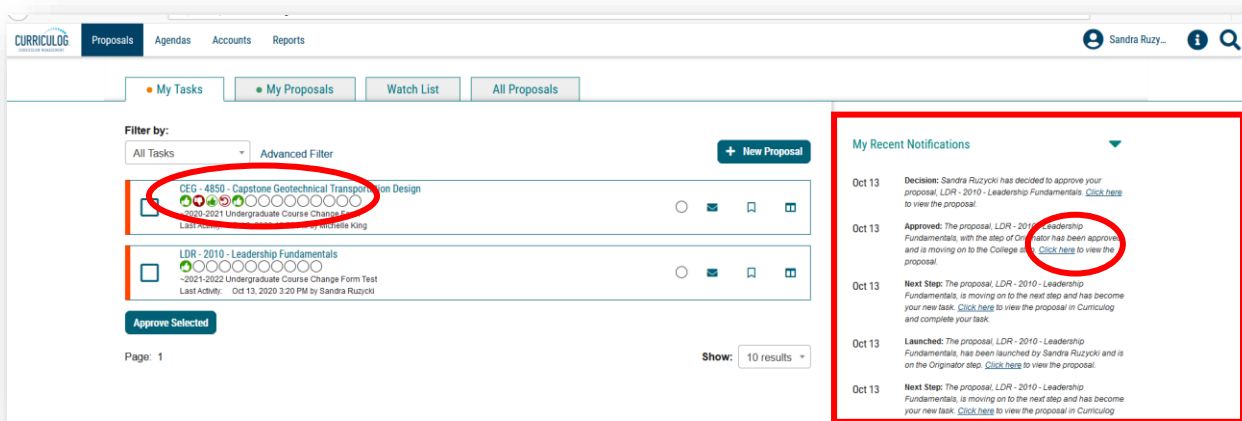 CURRICULOG
Proposals
Agendas
Accounts
Reports
Sandra Ruzy...
My Tasks
My Proposals
Watch List
All Proposals
Filter by:
All Tasks
Advanced Filter
+ New Proposal
CEG - 4850 - Capstone Geotechnical Transportation Design
~2020-2021 Undergraduate Course Change Form
by Michelle King
LDR - 2010 - Leadership Fundamentals
~2021-2022 Undergraduate Course Change Form Test
Last Activity: Oct 13, 2020 3:20 PM by Sandra Ruzycki
Approve Selected
Page: 1
Show: 10 results
My Recent Notifications
Oct 13
Decision: Sandra Ruzycki has decided to approve your
proposal, LDR - 2010 - Leadership Fundamentals. Click here
to view the proposal.
Oct 13
Approved: The proposal, LDR - 2010 - Leadership
Fundamentals, with the step of Originator has been approved
and is moving on to the College step. Click here to view the
proposal.
Oct 13
Next Step: The proposal, LDR - 2010 - Leadership
Fundamentals, is moving on to the next step and has become
your new task. Click here to view the proposal in Curriculog
and complete your task.
Oct 13
Launched: The proposal, LDR - 2010 - Leadership
Fundamentals, has been launched by Sandra Ruzycki and is
on the Originator step. Click here to view the proposal.
Oct 13
Next Step: The proposal, LDR - 2010 - Leadership
Fundamentals, is moving on to the next step and has become
your new task. Click here to view the proposal in Curriculog